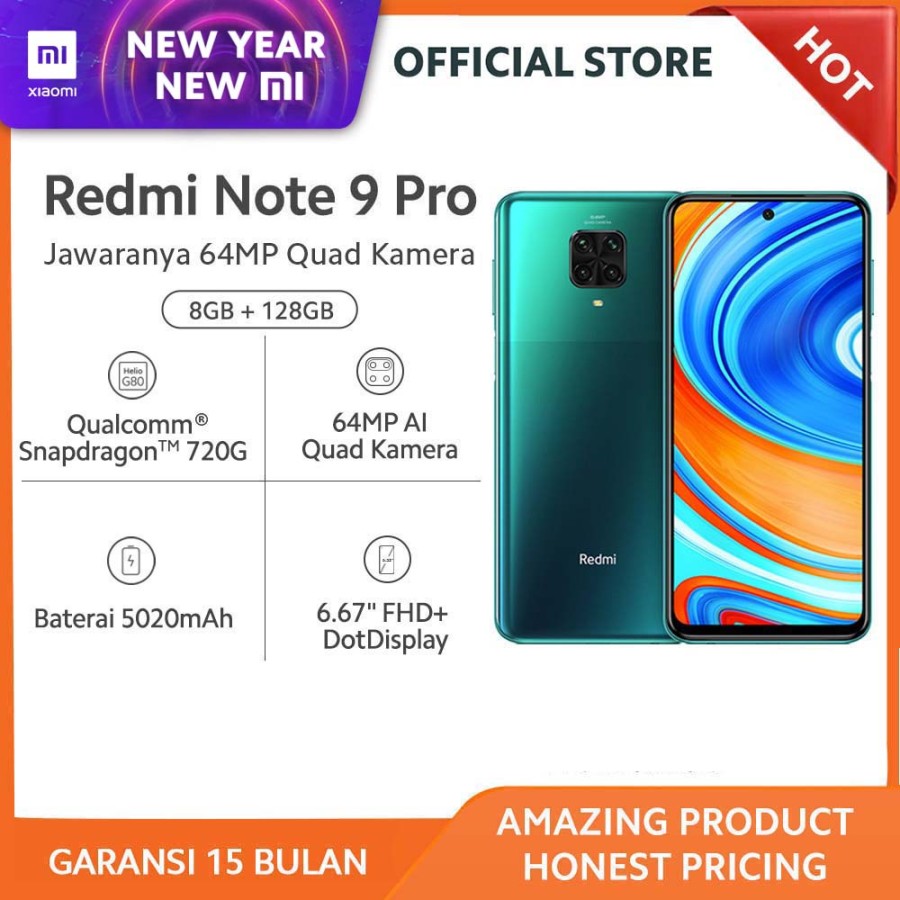 mi
xiaomi
NEW YEAR
NEW mi
OFFICIAL STORE
HOT
Redmi Note 9 Pro
Jawaranya 64MP Quad Kamera
8GB + 128GB
Helio
G80
Qualcomm®
Snapdragon™ 720G
64MP AI
Quad Kamera
Baterai 5020mAh
6.67" FHD+
DotDisplay
Redmi
GARANSI 15 BULAN
AMAZING PRODUCT
HONEST PRICING